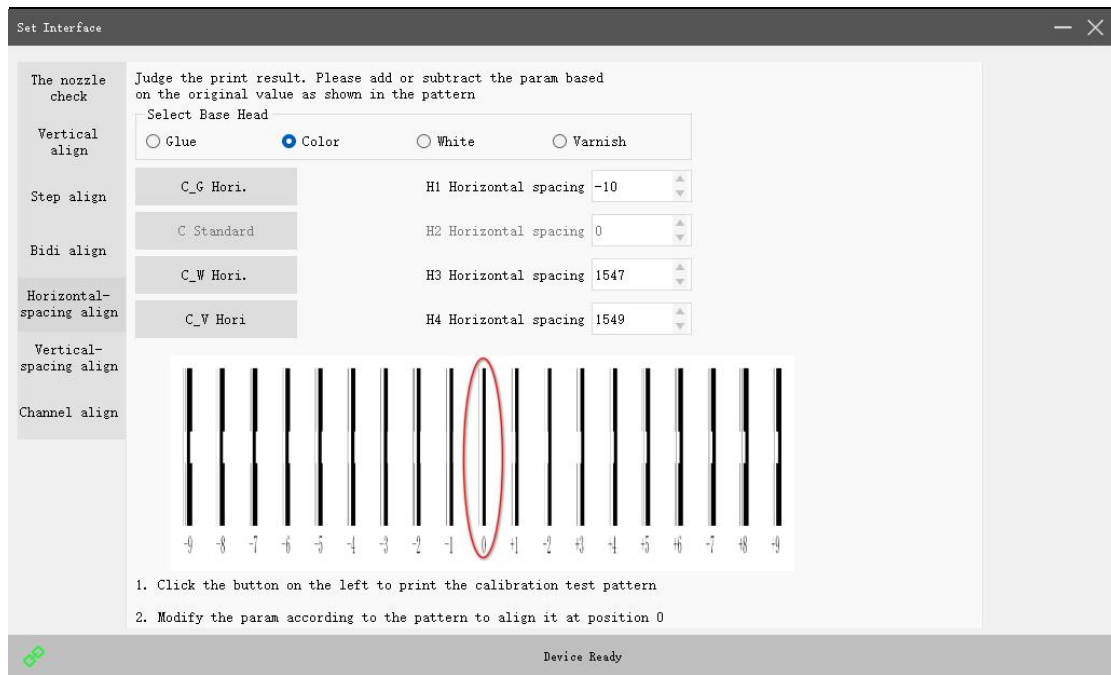 Set Interface
The nozzle
check
Vertical
align
Step align
Bidi align
Horizontal-
spacing align
Vertical-
spacing align
Channel align
Judge the print result. Please add or subtract the param based
on the original value as shown in the pattern
Select Base Head
Glue Color White Varnish
C_G Hori. H1 Horizontal spacing -10
C Standard H2 Horizontal spacing 0
C_W Hori. H3 Horizontal spacing 1547
C_V Hori H4 Horizontal spacing 1549
-9 -8 -7 -6 -5 -4 -3 -2 -1 0 +1 -2 +3 -4 +5 +6 -7 +8 -9
1. Click the button on the left to print the calibration test pattern
2. Modify the param according to the pattern to align it at position 0
Device Ready